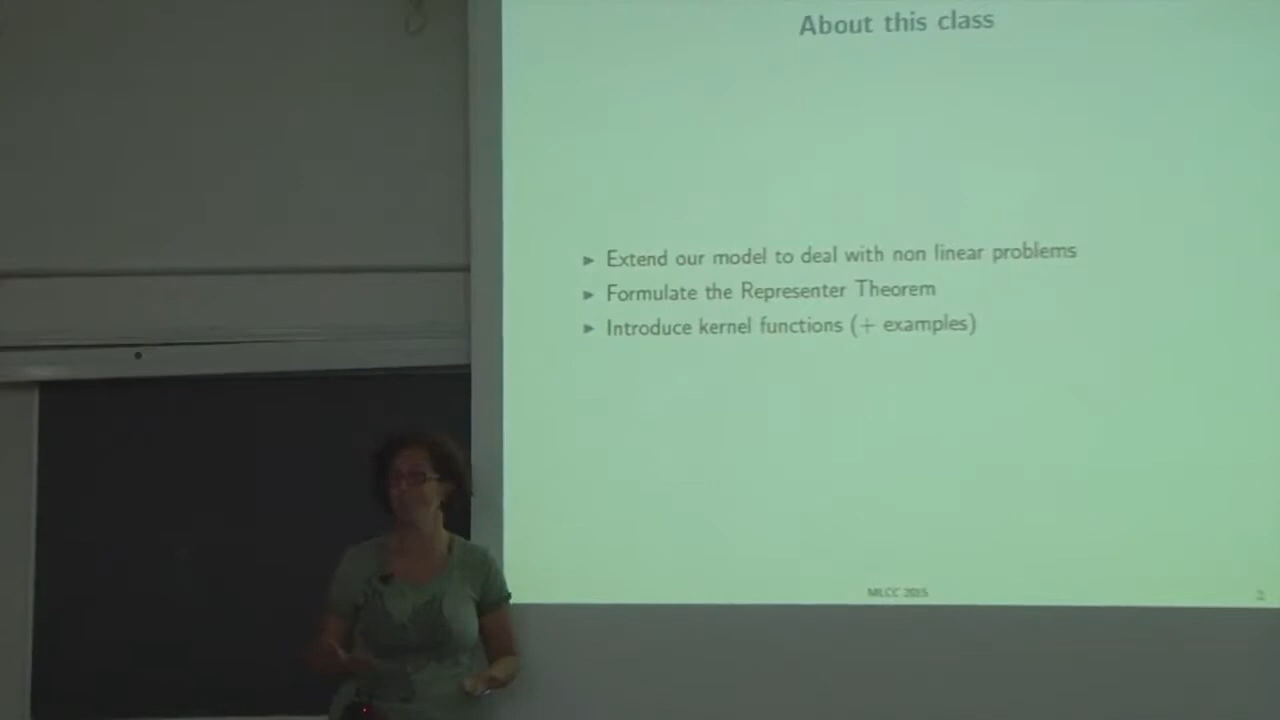 About this class
► Extend our model to deal with non linear problems
► Formulate the Representer Theorem
► Introduce kernel functions (+ examples)
MLCC 2015
2